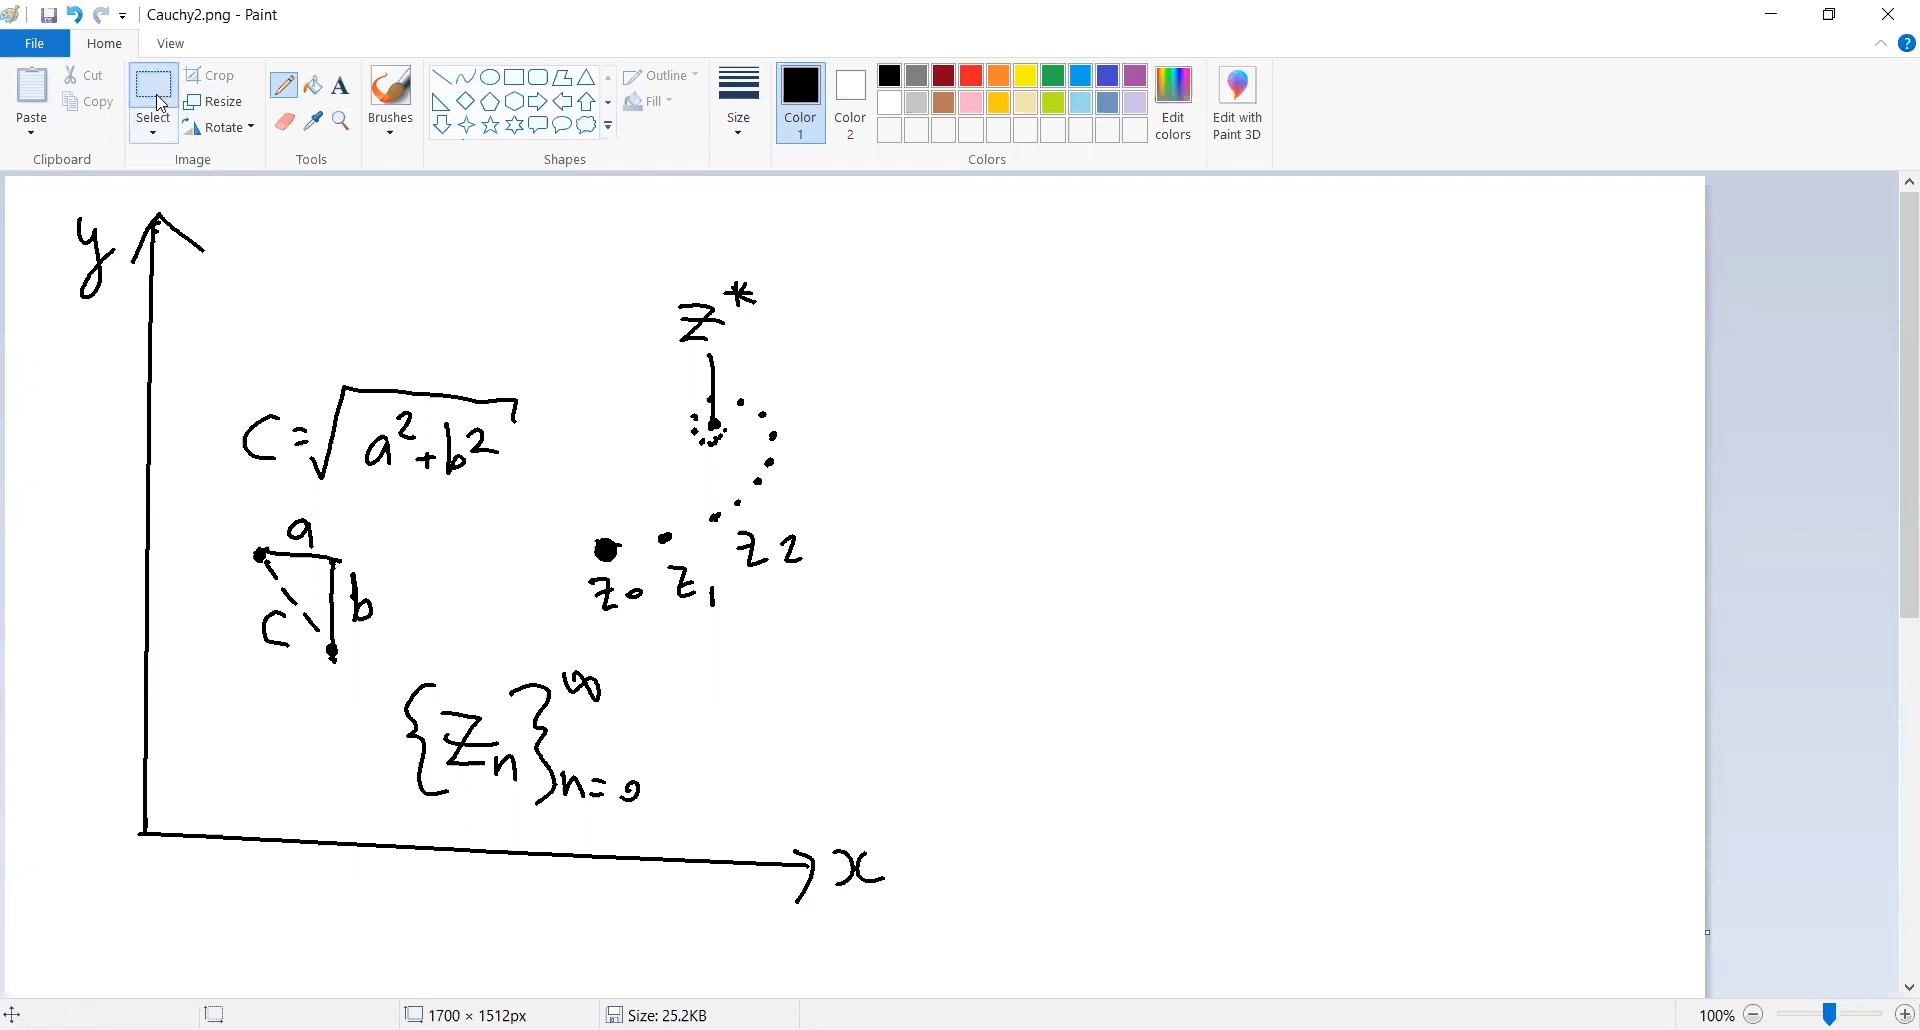 Cauchy2.png - Paint
File Home View
Paste
Cut
Copy
Clipboard
Select
Crop
Resize
Rotate
Image
A
Tools
Brushes
Outline
Fill
Shapes
Size
Color 1
Color 2
Edit colors
Colors
Edit with Paint 3D
?
y
z*
C=√a²+b²
a
b
C
z₀ z₁ z2
{Zₙ}^∞ n=0
x
1700 × 1512px
Size: 25.2KB
100%